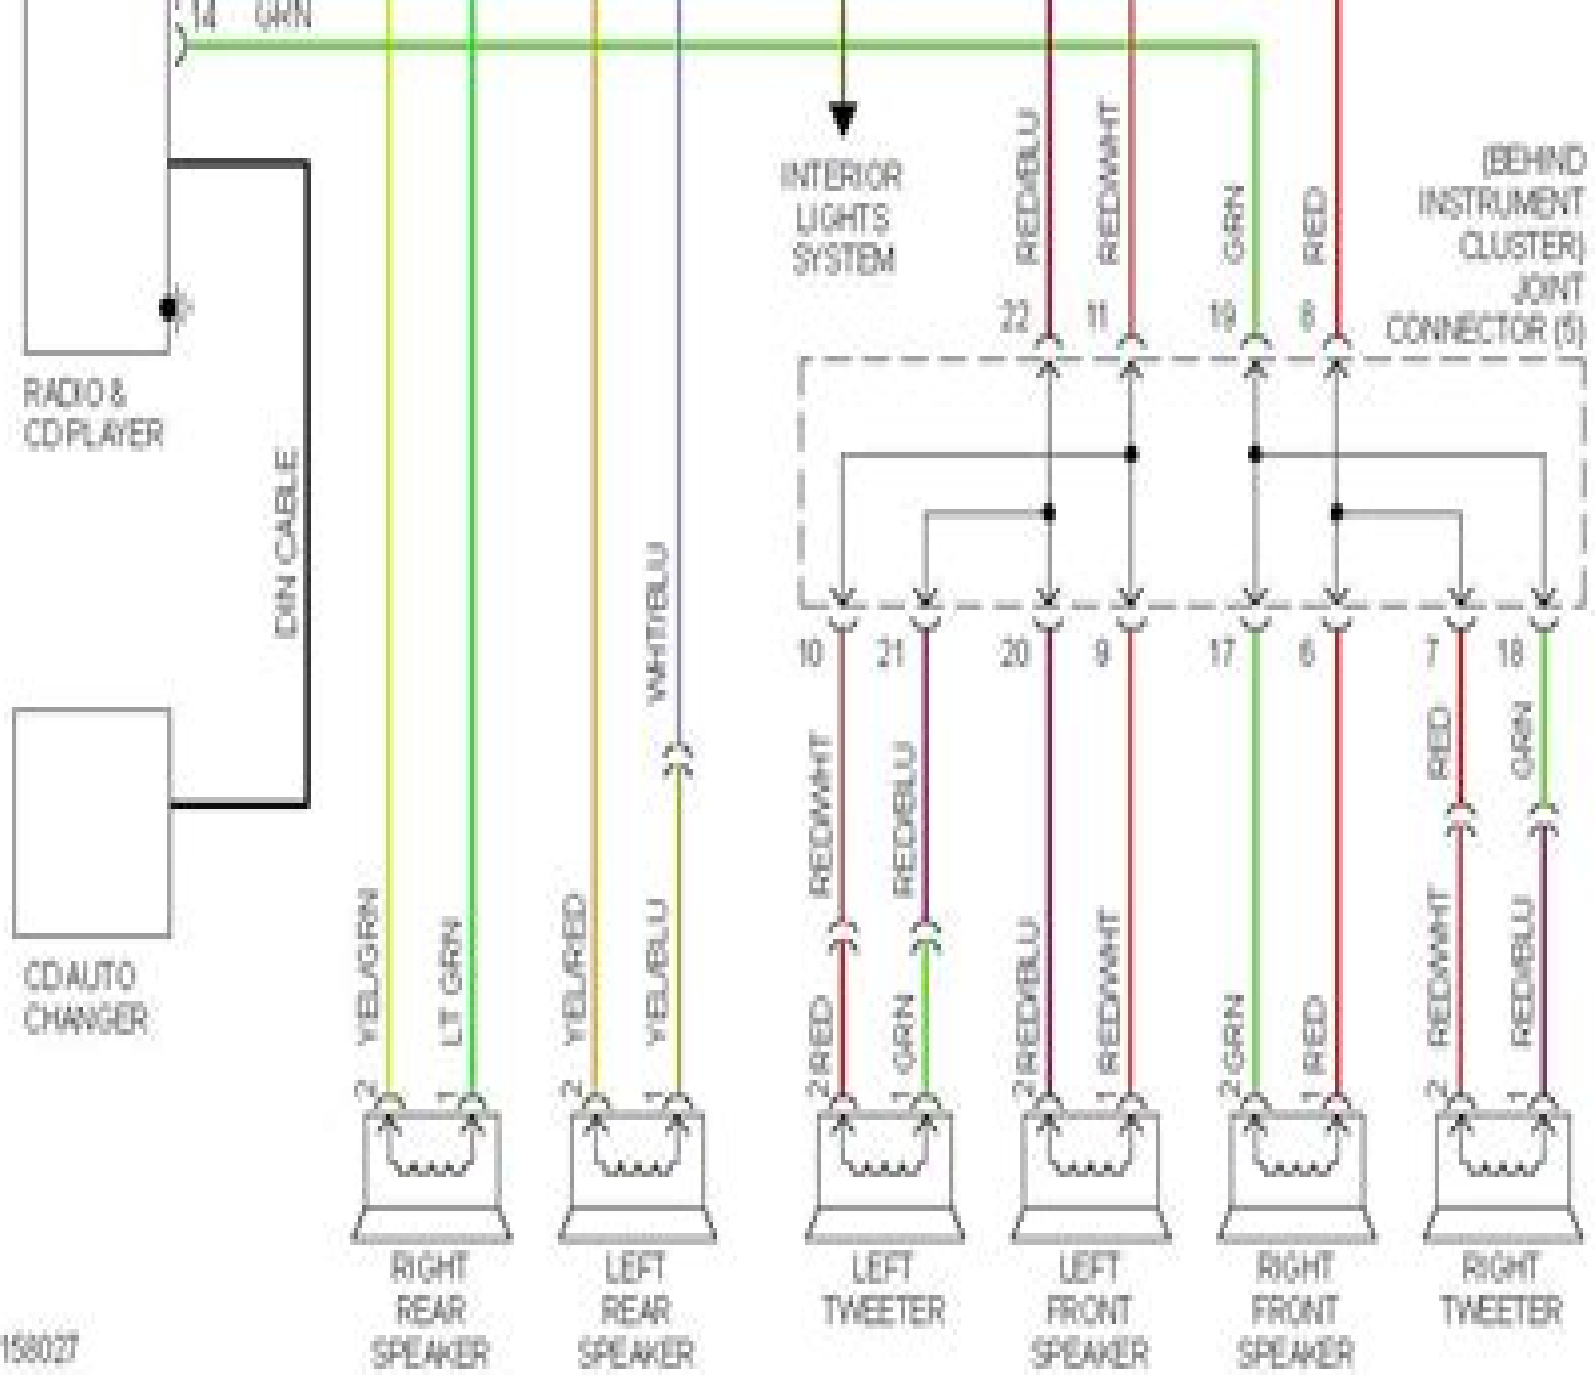 14 GRN
INTERIOR
LIGHTS
SYSTEM
RED/BLU
RED/WHT
GRN
RED
(BEHIND
INSTRUMENT
CLUSTER)
JOINT
CONNECTOR (5)
22 11 19 8
RADIO &
CD PLAYER
DIN CABLE
WHT/BLU
10 21 20 9 17 6 7 18
RED/WHT
RED/BLU
RED
GRN
CD AUTO
CHANGER
YEL/GRN
LT GRN
YEL/RED
YEL/BLU
RED
GRN
RED/BLU
RED/WHT
GRN
RED
RED/WHT
RED/BLU
2 1 2 1 2 1 2 1 2 1 2 1
RIGHT
REAR
SPEAKER
LEFT
REAR
SPEAKER
LEFT
TWEETER
LEFT
FRONT
SPEAKER
RIGHT
FRONT
SPEAKER
RIGHT
TWEETER
158027